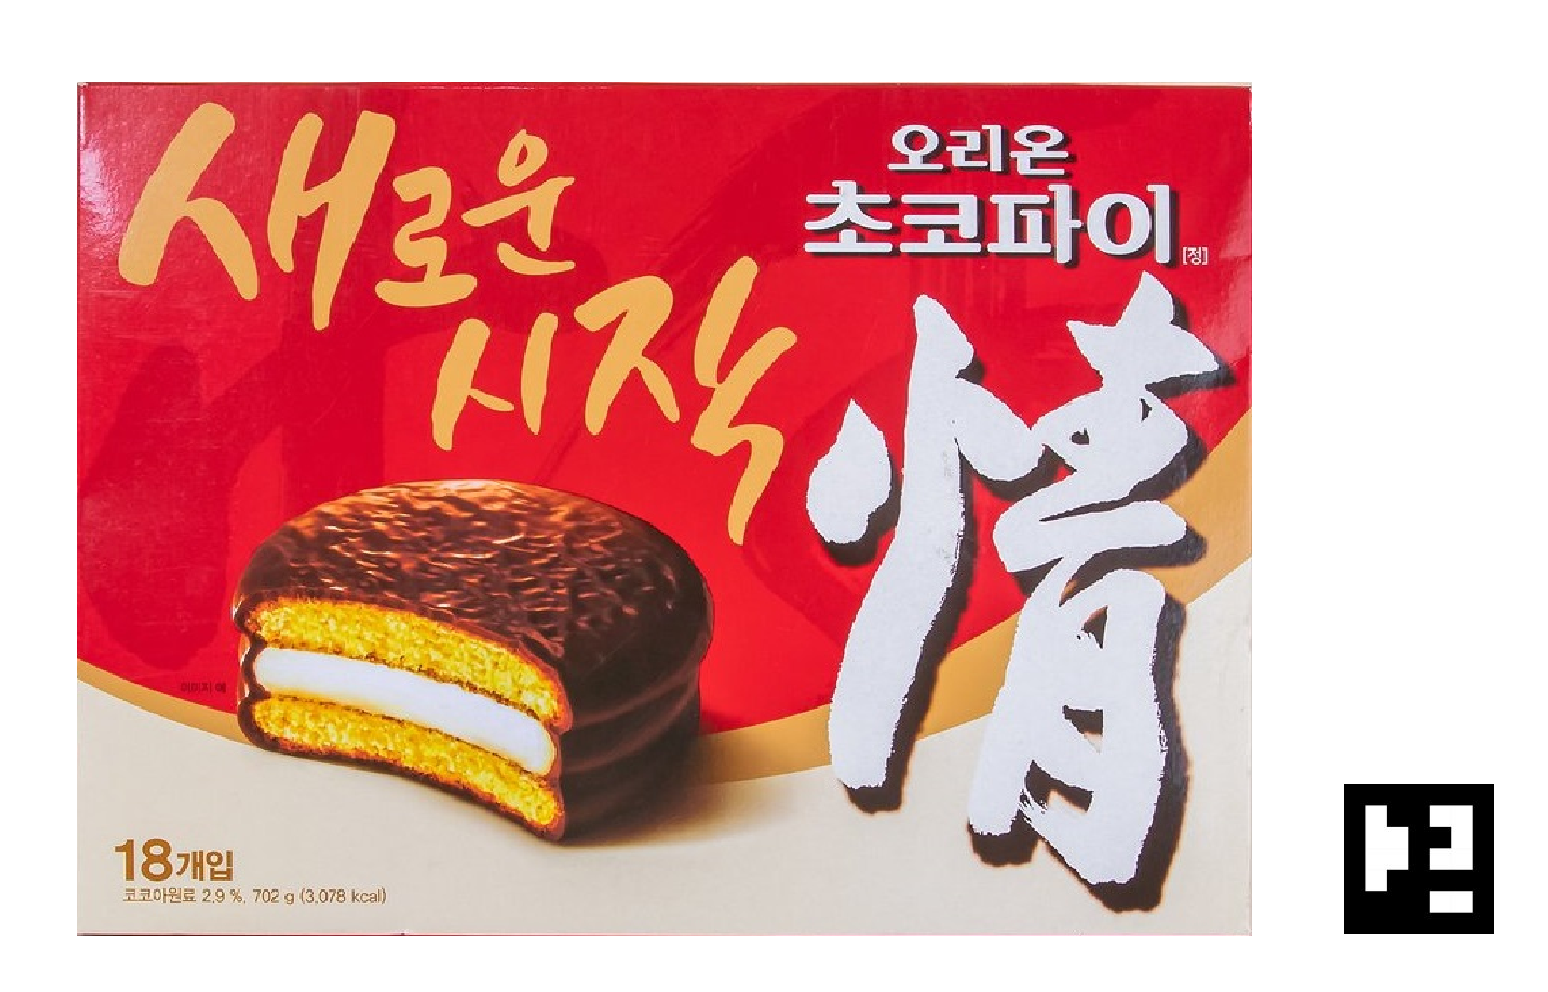 새로운
시작
오리온
초코파이[정]
情
이미지 예
18개입
코코아원료 2.9 %, 702 g (3,078 kcal)